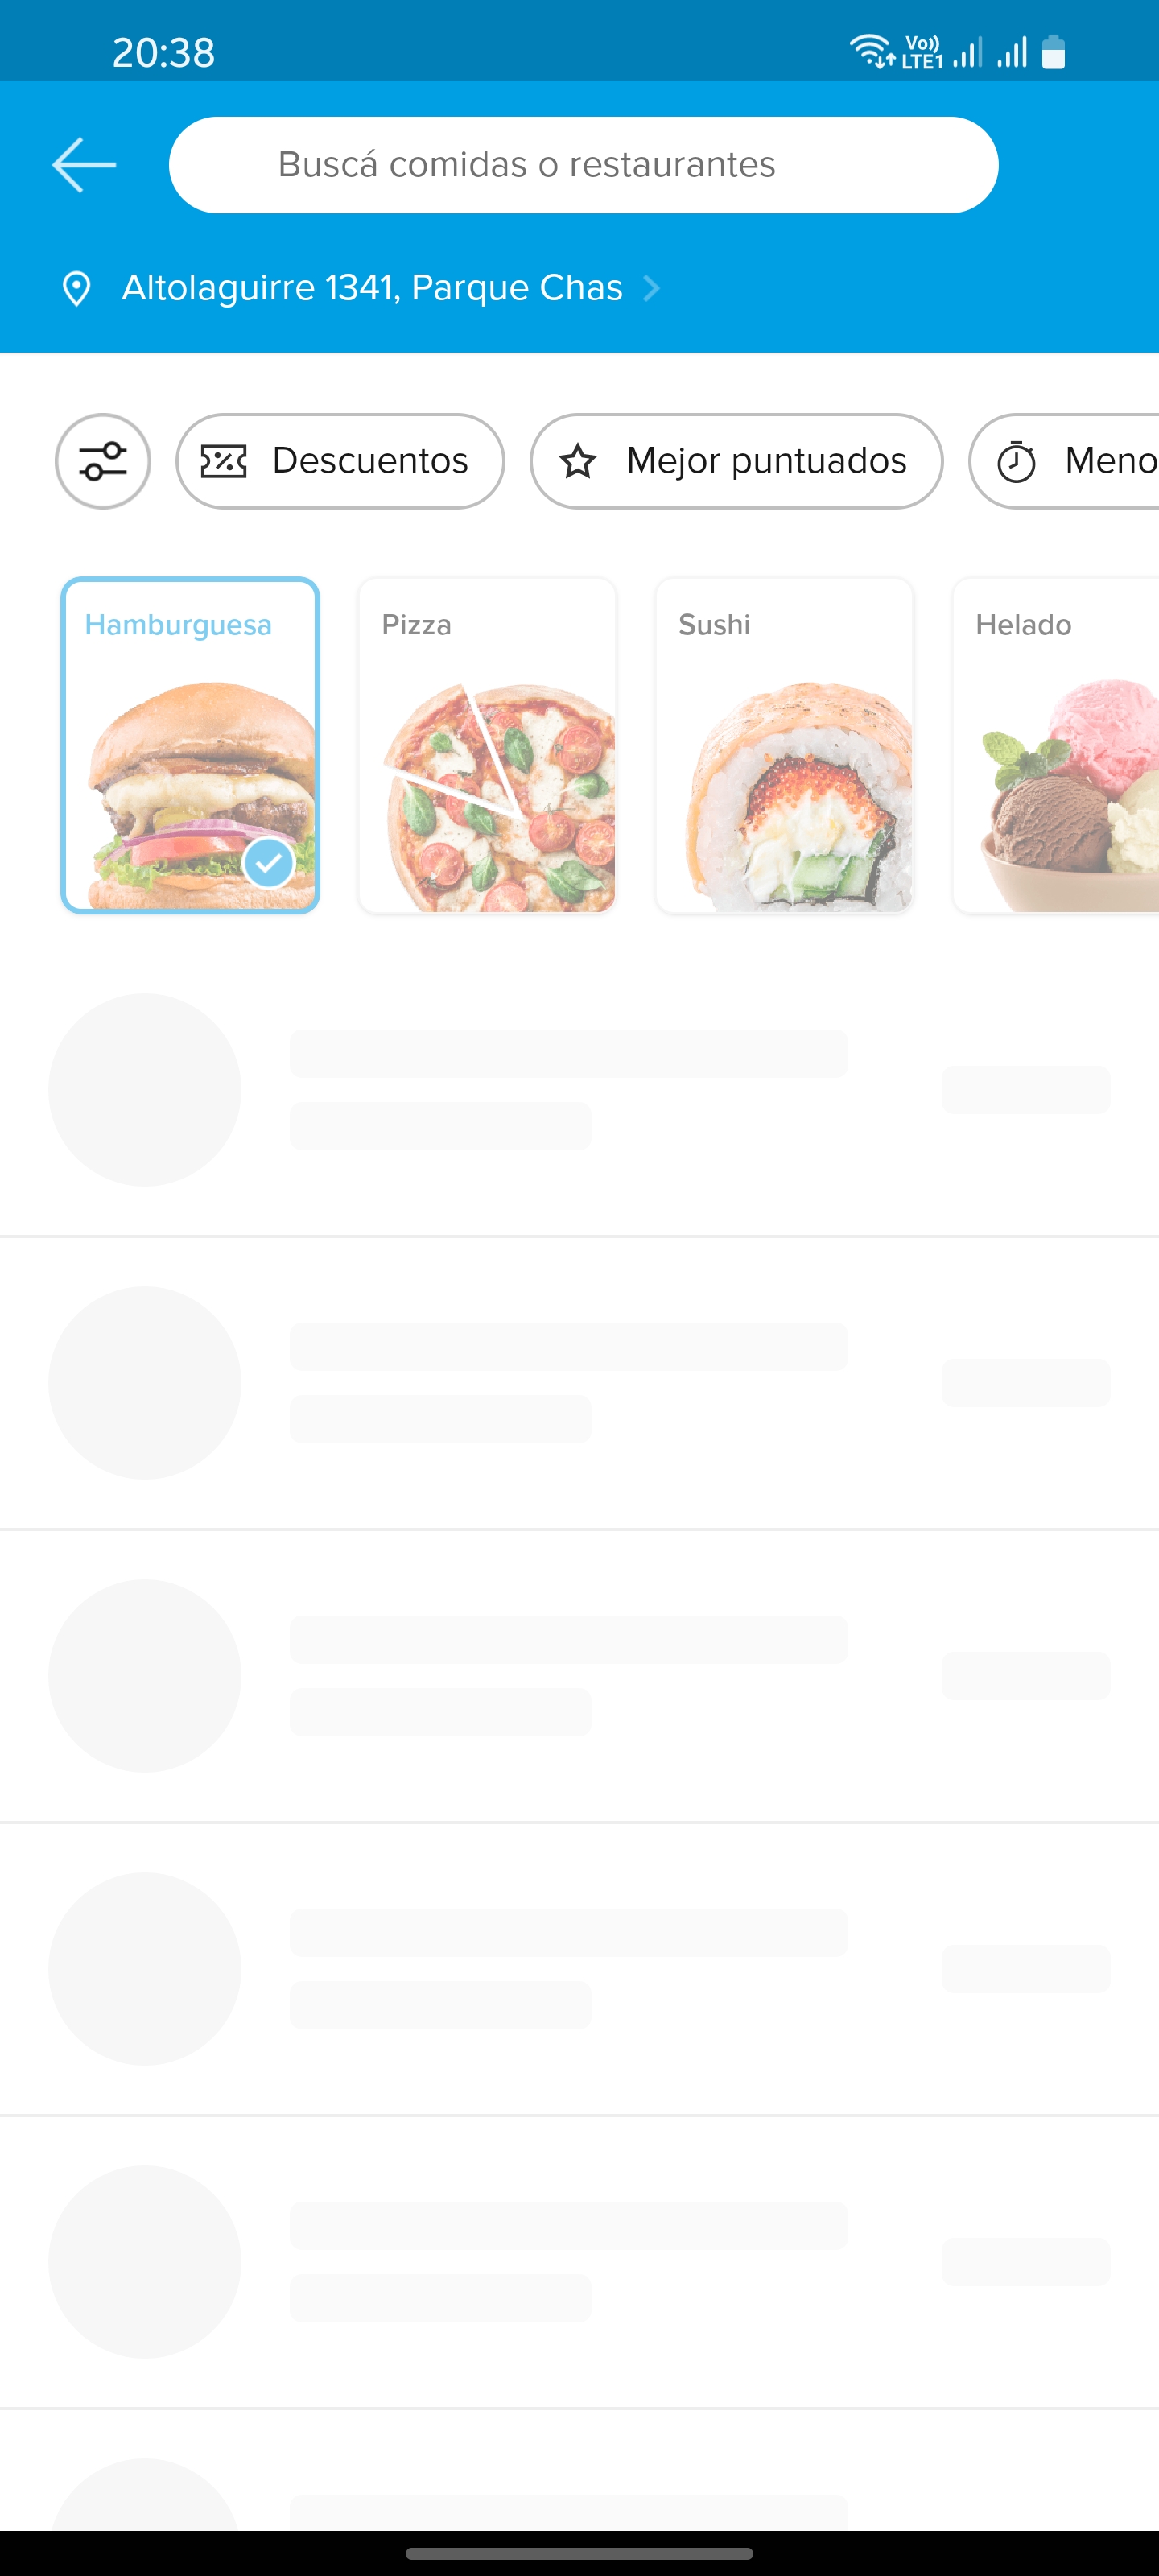 20:38
Vo)) LTE1
Buscá comidas o restaurantes
Altolaguirre 1341, Parque Chas
Descuentos
Mejor puntuados
Meno
Hamburguesa
Pizza
Sushi
Helado